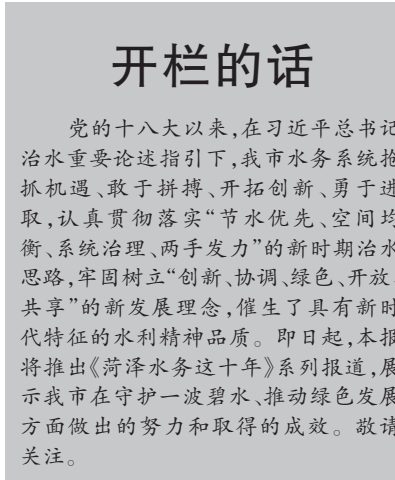 开栏的话
党的十八大以来,在习近平总书记
治水重要论述指引下,我市水务系统抢
抓机遇、敢于拼搏、开拓创新、勇于进
取,认真贯彻落实“节水优先、空间均
衡、系统治理、两手发力”的新时期治水
思路,牢固树立“创新、协调、绿色、开放、
共享”的新发展理念,催生了具有新时
代特征的水利精神品质。即日起,本报
将推出《菏泽水务这十年》系列报道,展
示我市在守护一波碧水、推动绿色发展
方面做出的努力和取得的成效。敬请
关注。